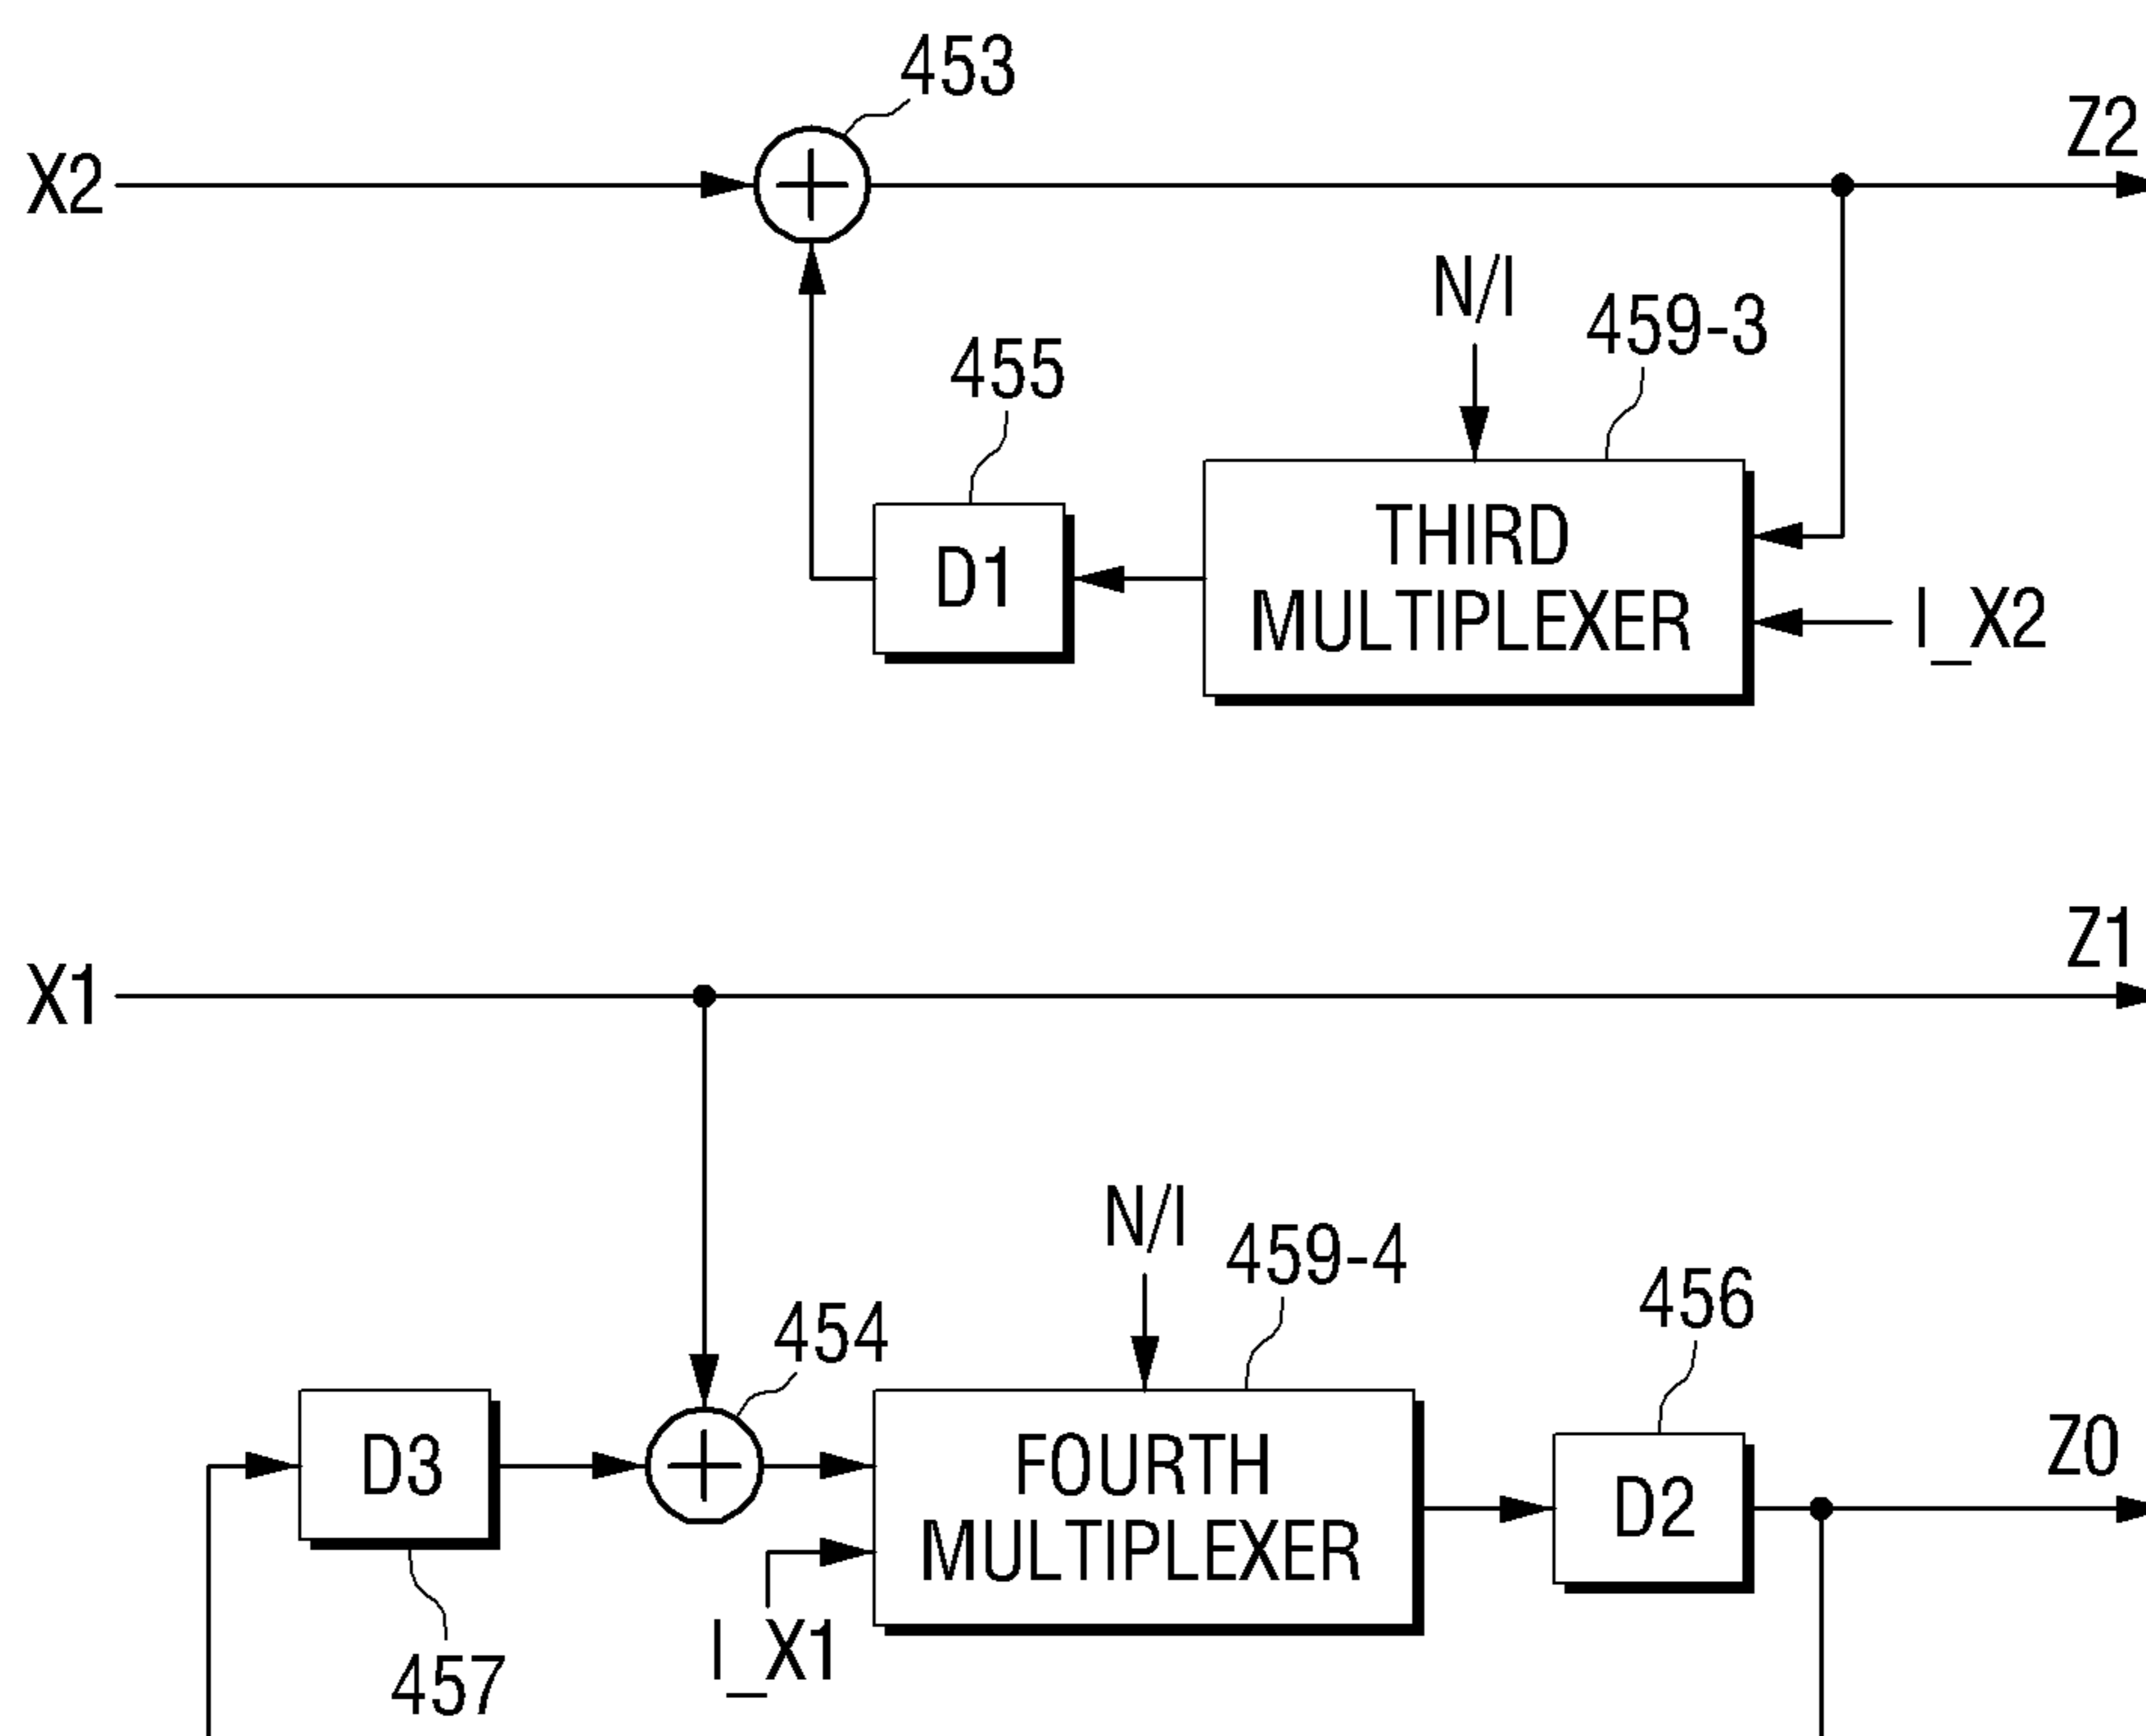 453
X2
Z2
N/I
459-3
455
THIRD
MULTIPLEXER
D1
I_X2
X1
Z1
N/I
459-4
454
456
D3
FOURTH
MULTIPLEXER
D2
Z0
I_X1
457